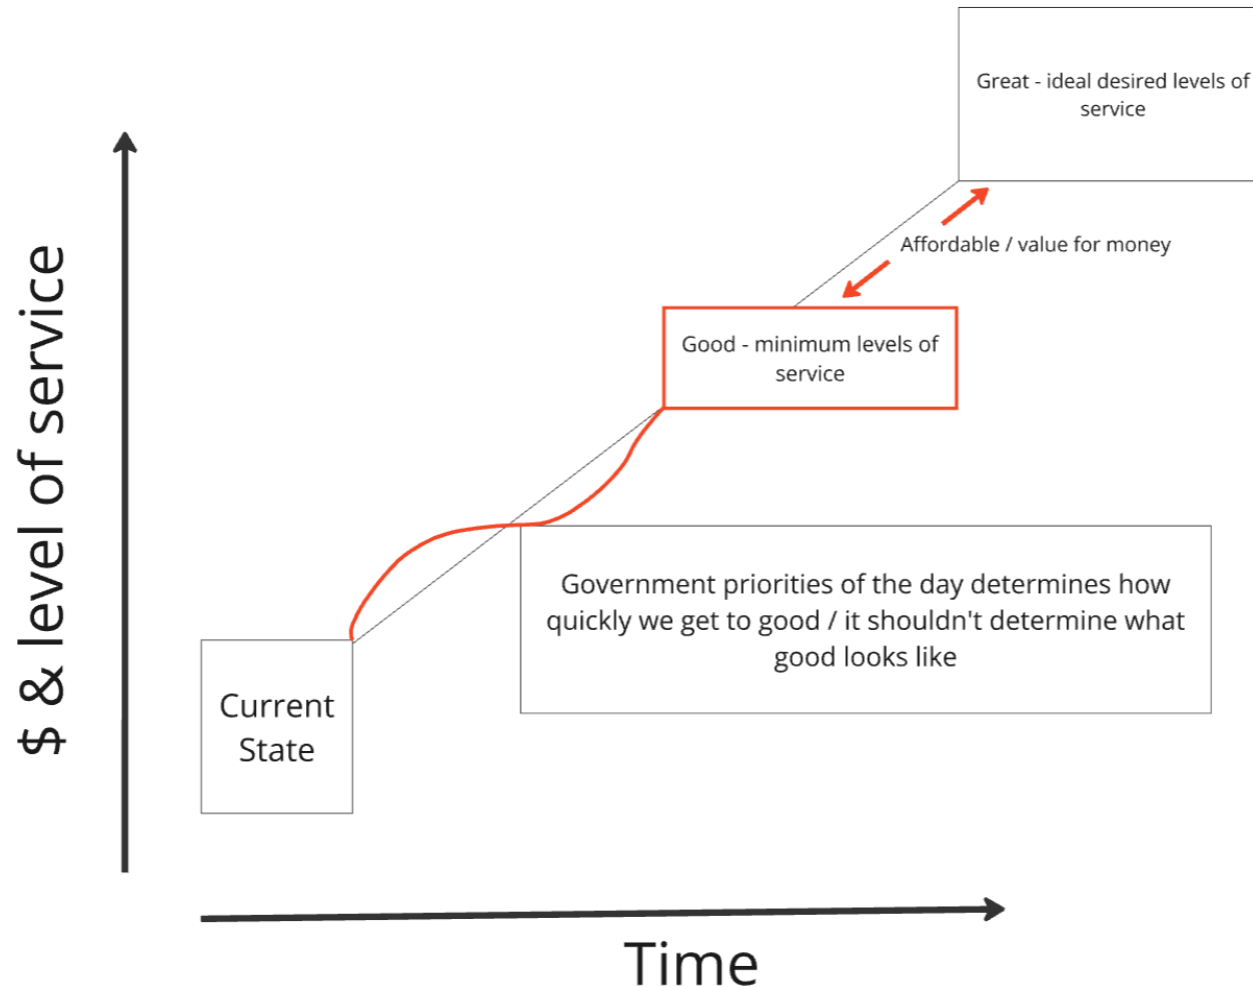 Great - ideal desired levels of
service
Affordable / value for money
Good - minimum levels of
service
Government priorities of the day determines how
quickly we get to good / it shouldn't determine what
good looks like
Current
State
$ & level of service
Time